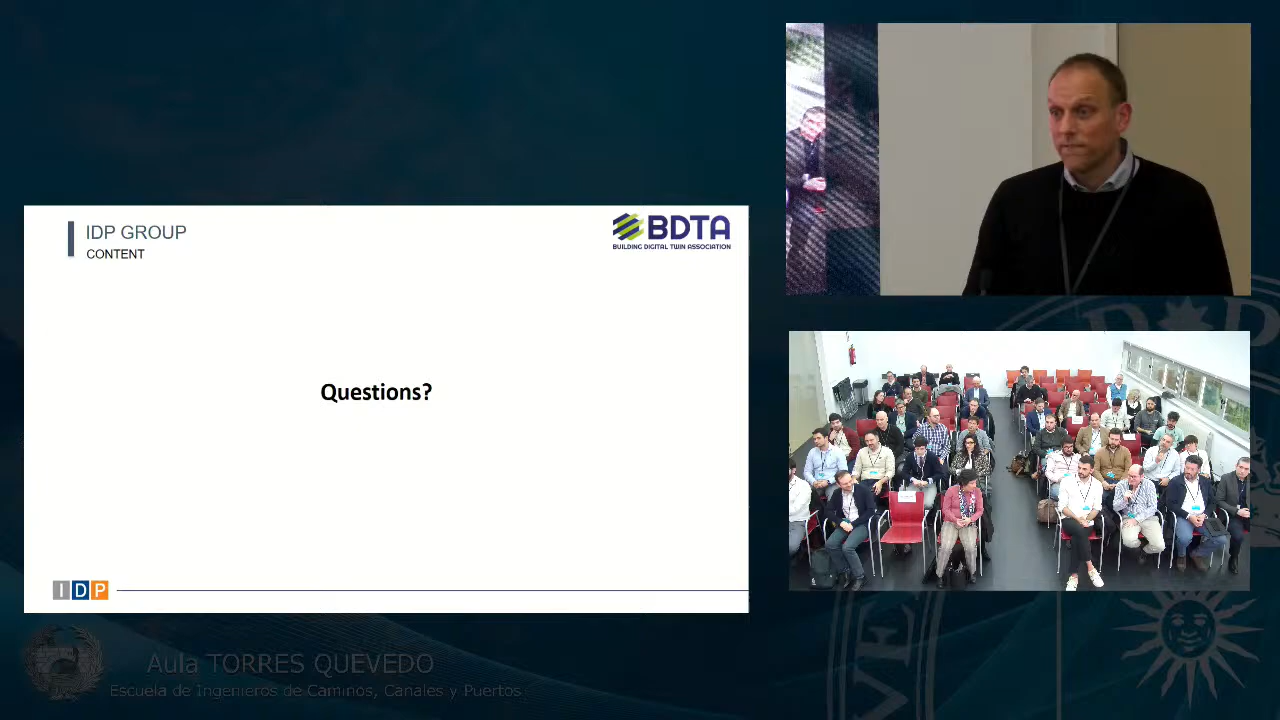 IDP GROUP
CONTENT
BDTA
BUILDING DIGITAL TWIN ASSOCIATION
Questions?
IDP
Aula TORRES QUEVEDO
Escuela de Ingenieros de Caminos, Canales y Puertos